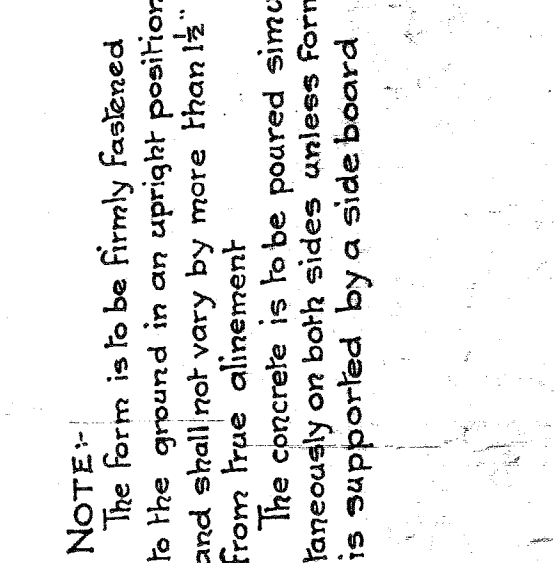 NOTE:-
The form is to be firmly fastened
to the ground in an upright position
and shall not vary by more than 1½"
from true alinement
The concrete is to be poured simu
taneously on both sides unless form
is supported by a side board